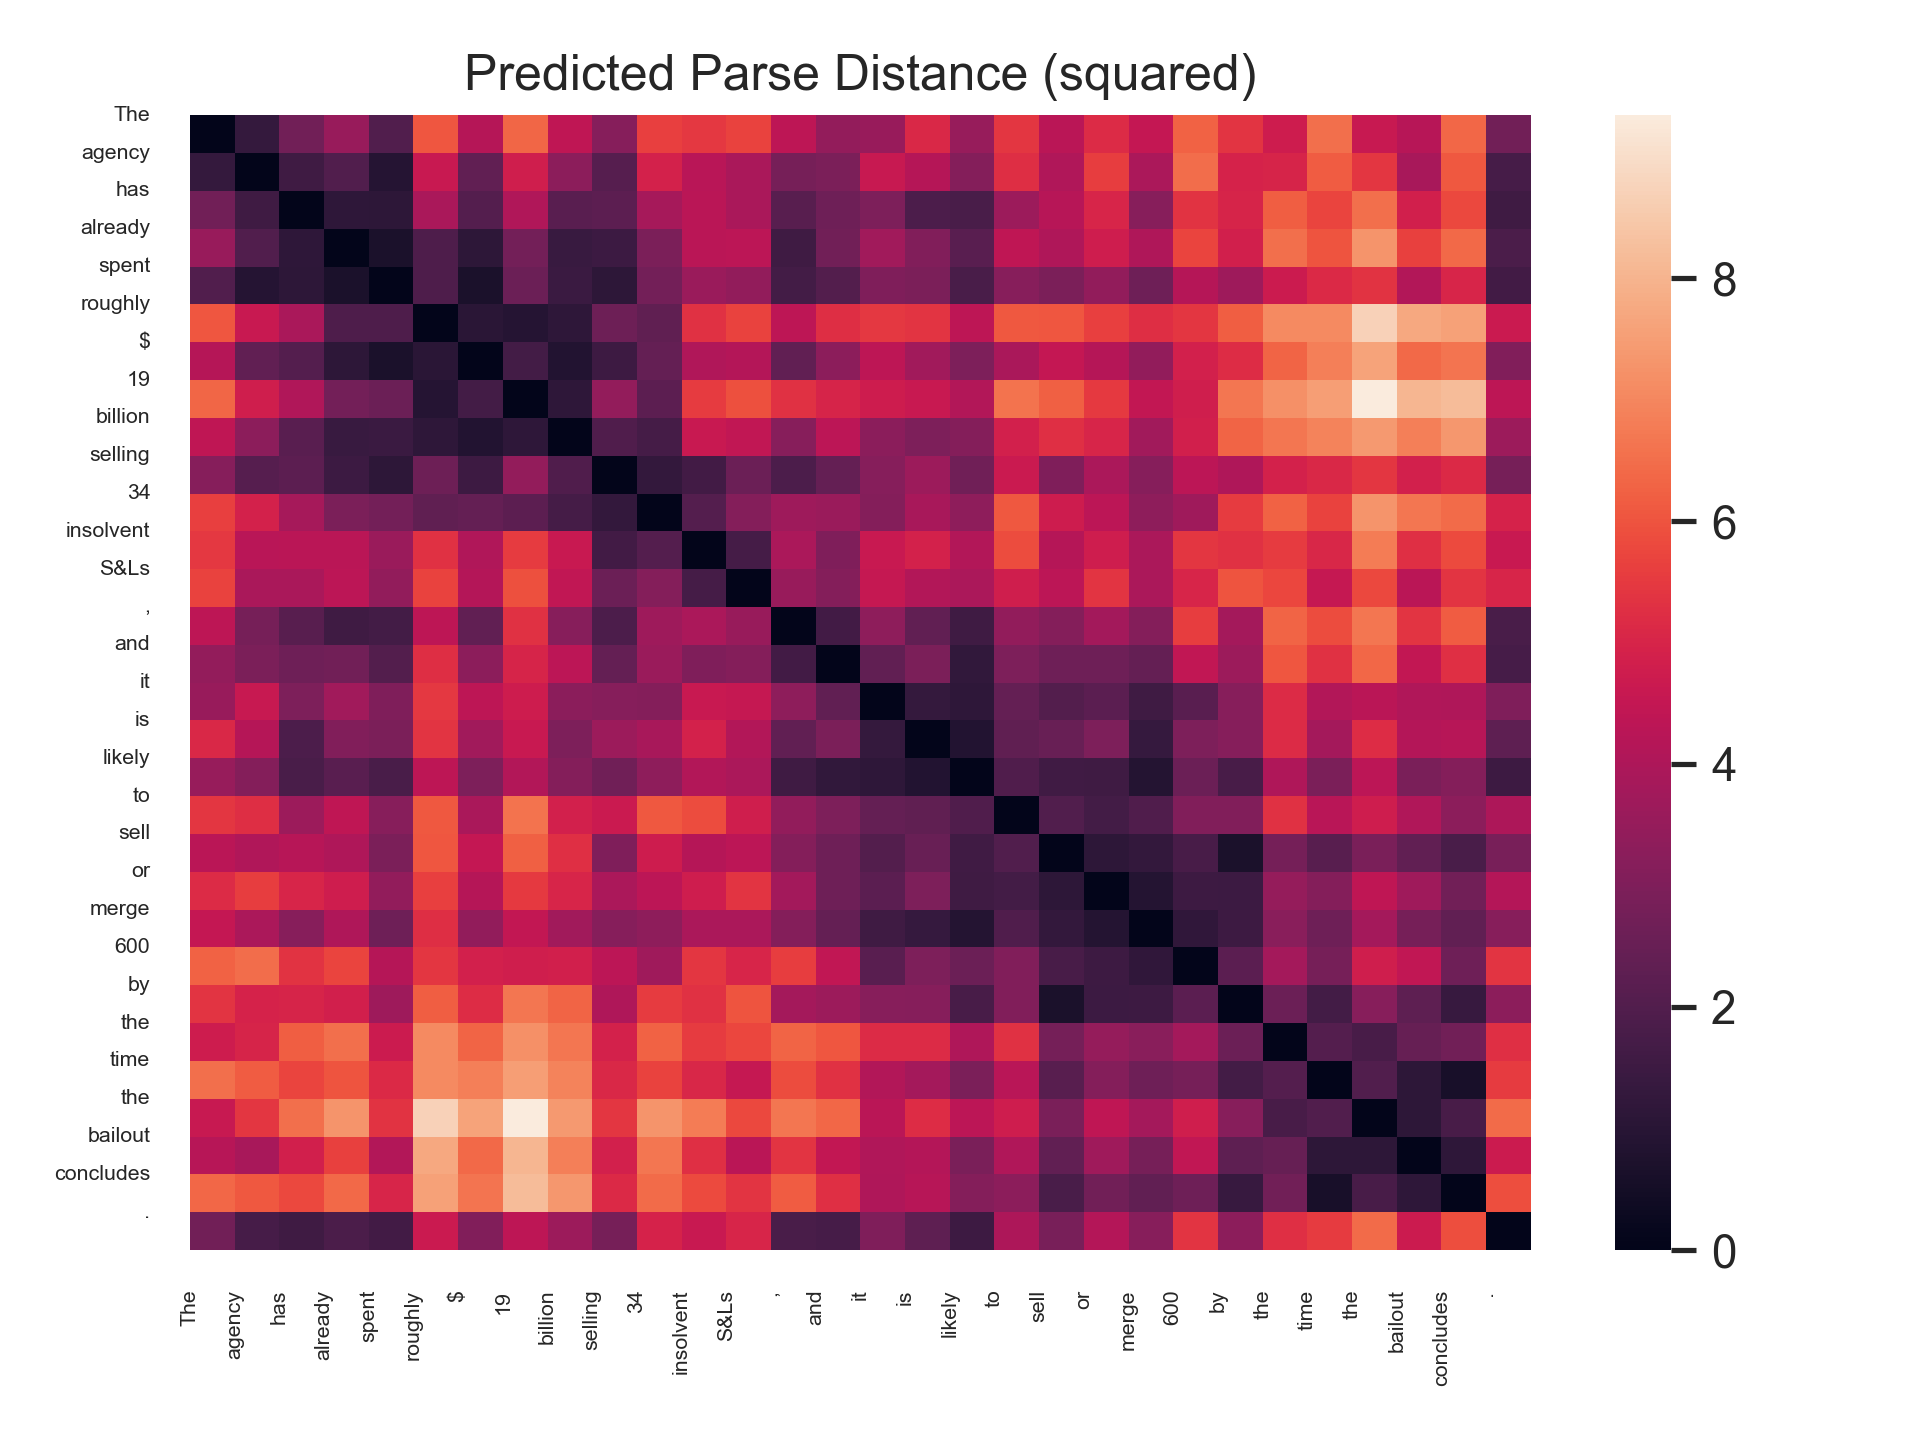 Predicted Parse Distance (squared)
The
agency
has
already
spent
roughly
$
19
billion
selling
34
insolvent
S&Ls
,
and
it
is
likely
to
sell
or
merge
600
by
the
time
the
bailout
concludes
.
8
6
4
2
0
The
agency
has
already
spent
roughly
$
19
billion
selling
34
insolvent
S&Ls
,
and
it
is
likely
to
sell
or
merge
600
by
the
time
the
bailout
concludes
.